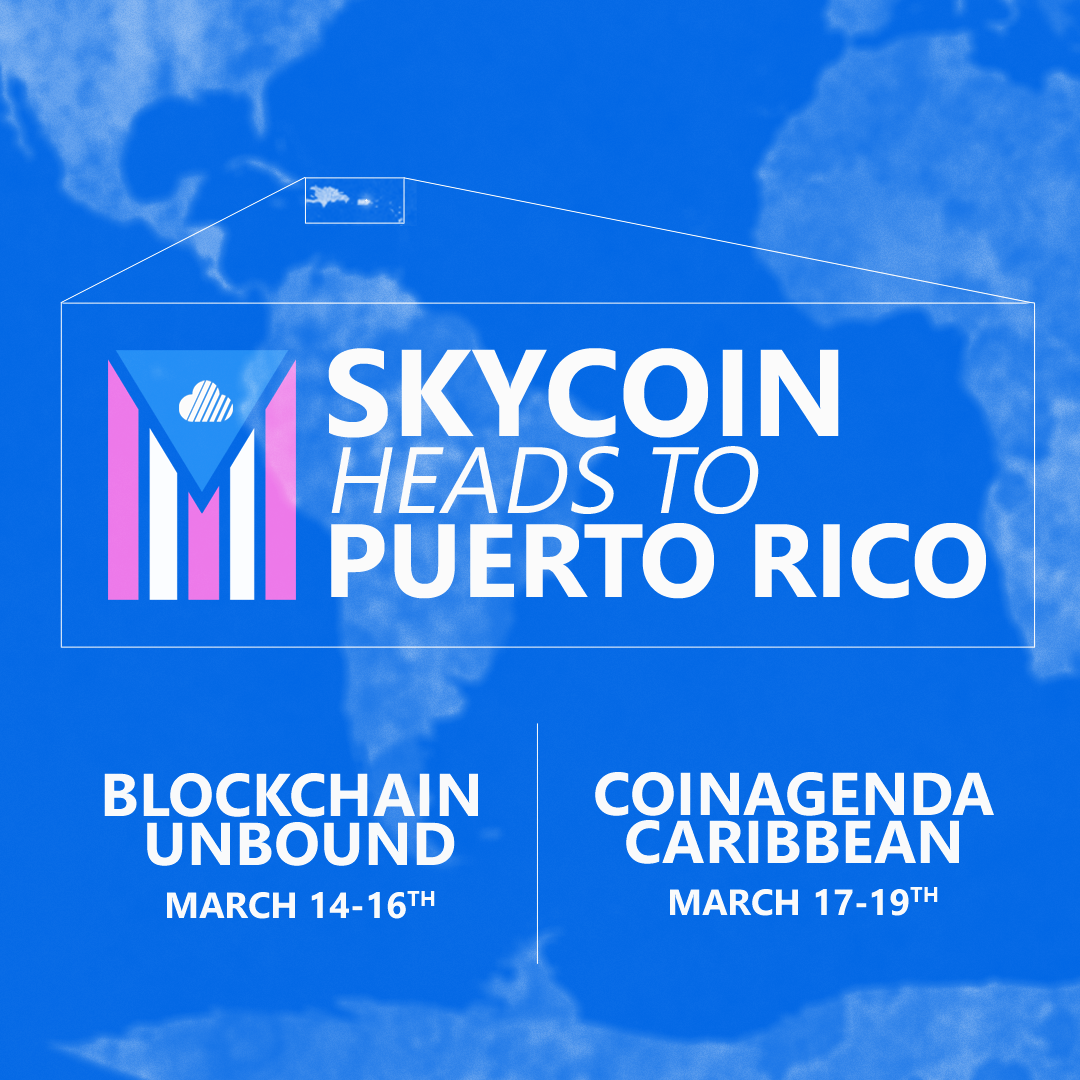 SKYCOIN
HEADS TO
PUERTO RICO
BLOCKCHAIN
UNBOUND
MARCH 14-16TH
COINAGENDA
CARIBBEAN
MARCH 17-19TH